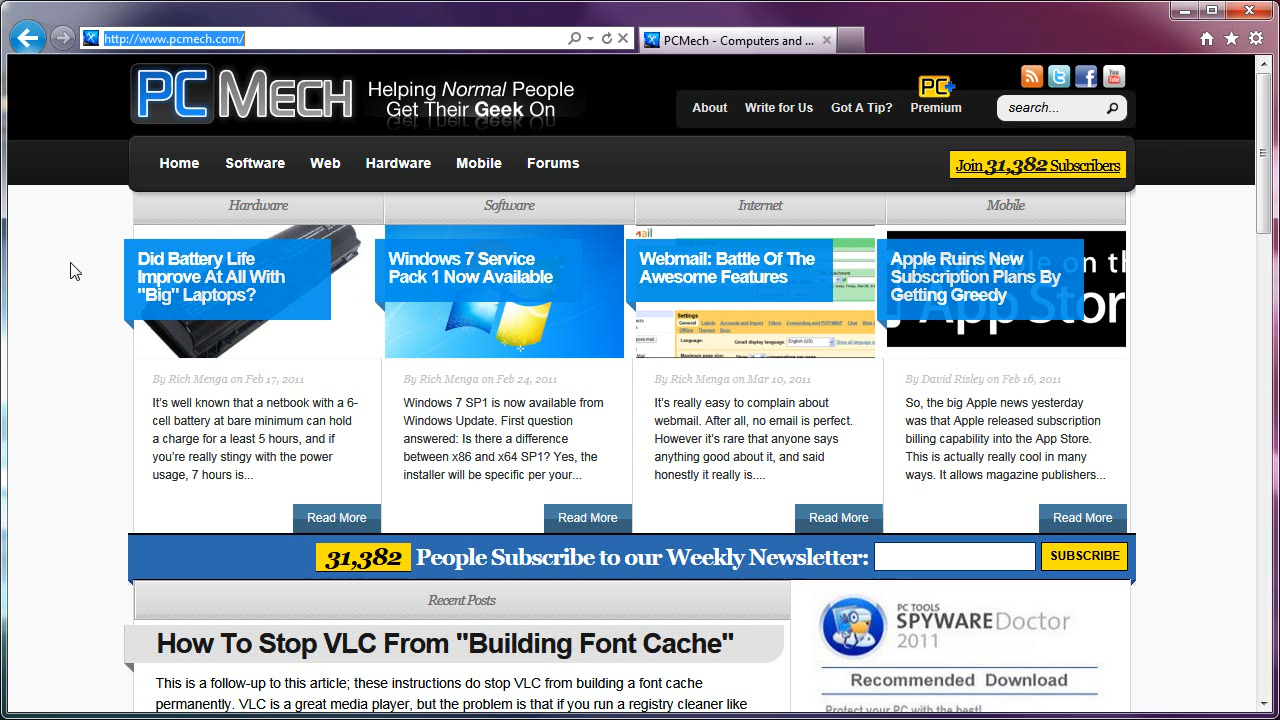 http://www.pcmech.com/
PCMech - Computers and ...
PC Mech
Helping Normal People
Get Their Geek On
About
Write for Us
Got A Tip?
PC+
Premium
You
Tube
search...
Home
Software
Web
Hardware
Mobile
Forums
Join 31,382 Subscribers
Hardware
Software
Internet
Mobile
Did Battery Life
Improve At All With
"Big" Laptops?
Windows 7 Service
Pack 1 Now Available
Webmail: Battle Of The
Awesome Features
Settings
Language:
Apple Ruins New
Subscription Plans By
Getting Greedy
App Store
By Rich Menga on Feb 17, 2011
It's well known that a netbook with a 6-
cell battery at bare minimum can hold
a charge for a least 5 hours, and if
you're really stingy with the power
usage, 7 hours is...
Read More
By Rich Menga on Feb 24, 2011
Windows 7 SP1 is now available from
Windows Update. First question
answered: Is there a difference
between x86 and x64 SP1? Yes, the
installer will be specific per your...
Read More
By Rich Menga on Mar 10, 2011
It's really easy to complain about
webmail. After all, no email is perfect.
However it's rare that anyone says
anything good about it, and said
honestly it really is....
Read More
By David Risley on Feb 16, 2011
So, the big Apple news yesterday
was that Apple released subscription
billing capability into the App Store.
This is actually really cool in many
ways. It allows magazine publishers...
Read More
31,382 People Subscribe to our Weekly Newsletter:
SUBSCRIBE
Recent Posts
How To Stop VLC From "Building Font Cache"
This is a follow-up to this article; these instructions do stop VLC from building a font cache
permanently. VLC is a great media player, but the problem is that if you run a registry cleaner like
PC TOOLS
SPYWARE Doctor
2011
Recommended Download
Protect your PC with the best!